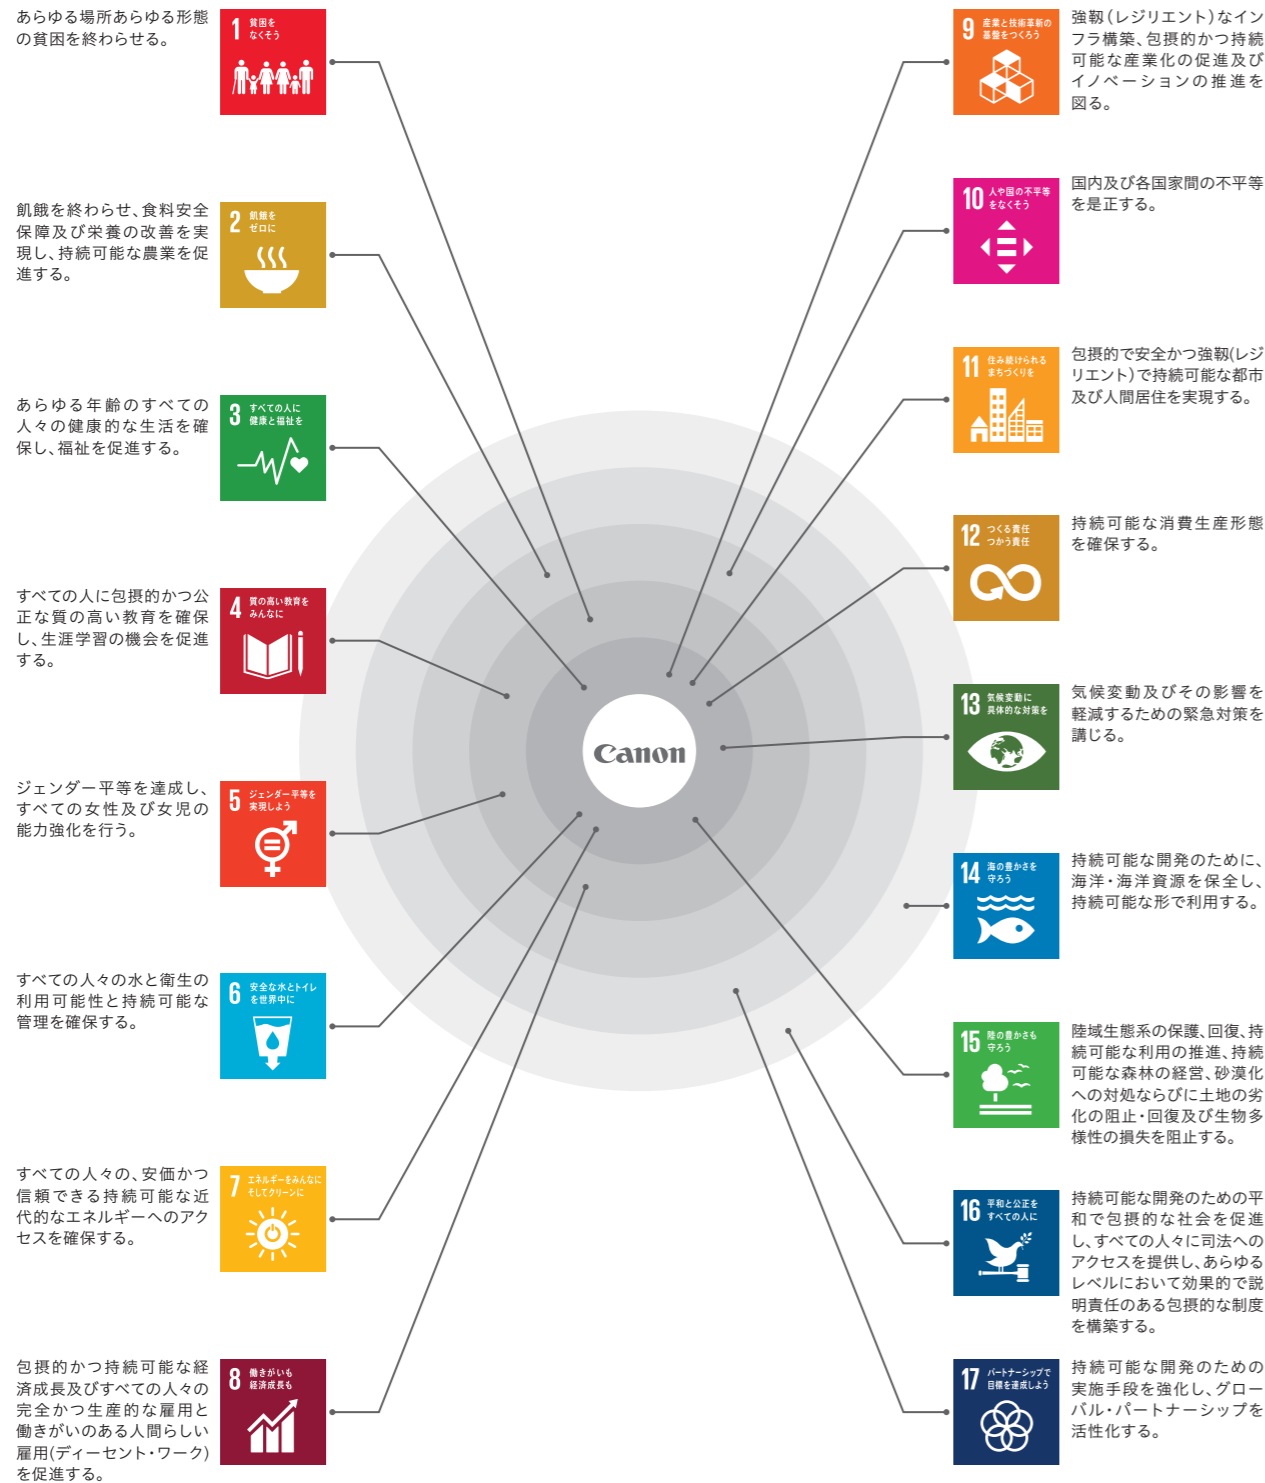 あらゆる場所あらゆる形態
の貧困を終わらせる。
1 貧困を
なくそう
飢餓を終わらせ、食料安全
保障及び栄養の改善を実
現し、持続可能な農業を促
進する。
2 飢餓を
ゼロに
あらゆる年齢のすべての
人々の健康的な生活を確
保し、福祉を促進する。
3 すべての人に
健康と福祉を
すべての人に包摂的かつ公
正な質の高い教育を確保
し、生涯学習の機会を促進
する。
4 質の高い教育を
みんなに
ジェンダー平等を達成し、
すべての女性及び女児の
能力強化を行う。
5 ジェンダー平等を
実現しよう
すべての人々の水と衛生の
利用可能性と持続可能な
管理を確保する。
6 安全な水とトイレ
を世界中に
すべての人々の、安価かつ
信頼できる持続可能な近
代的なエネルギーへのアク
セスを確保する。
7 エネルギーをみんなに
そしてクリーンに
包摂的かつ持続可能な経
済成長及びすべての人々の
完全かつ生産的な雇用と
働きがいのある人間らしい
雇用(ディーセント・ワーク)
を促進する。
8 働きがいも
経済成長も
Canon
9 産業と技術革新の
基盤をつくろう
強靱(レジリエント)なイン
フラ構築、包摂的かつ持続
可能な産業化の促進及び
イノベーションの推進を
図る。
10 人や国の不平等
をなくそう
国内及び各国家間の不平等
を是正する。
11 住み続けられる
まちづくりを
包摂的で安全かつ強靱(レジ
リエント)で持続可能な都市
及び人間居住を実現する。
12 つくる責任
つかう責任
持続可能な消費生産形態
を確保する。
13 気候変動に
具体的な対策を
気候変動及びその影響を
軽減するための緊急対策を
講じる。
14 海の豊かさを
守ろう
持続可能な開発のために、
海洋・海洋資源を保全し、
持続可能な形で利用する。
15 陸の豊かさも
守ろう
陸域生態系の保護、回復、持
続可能な利用の推進、持続
可能な森林の経営、砂漠化
への対処ならびに土地の劣
化の阻止・回復及び生物多
様性の損失を阻止する。
16 平和と公正を
すべての人に
持続可能な開発のための平
和で包摂的な社会を促進
し、すべての人々に司法への
アクセスを提供し、あらゆる
レベルにおいて効果的で説
明責任のある包摂的な制度
を構築する。
17 パートナーシップで
目標を達成しよう
持続可能な開発のための
実施手段を強化し、グロー
バル・パートナーシップを
活性化する。